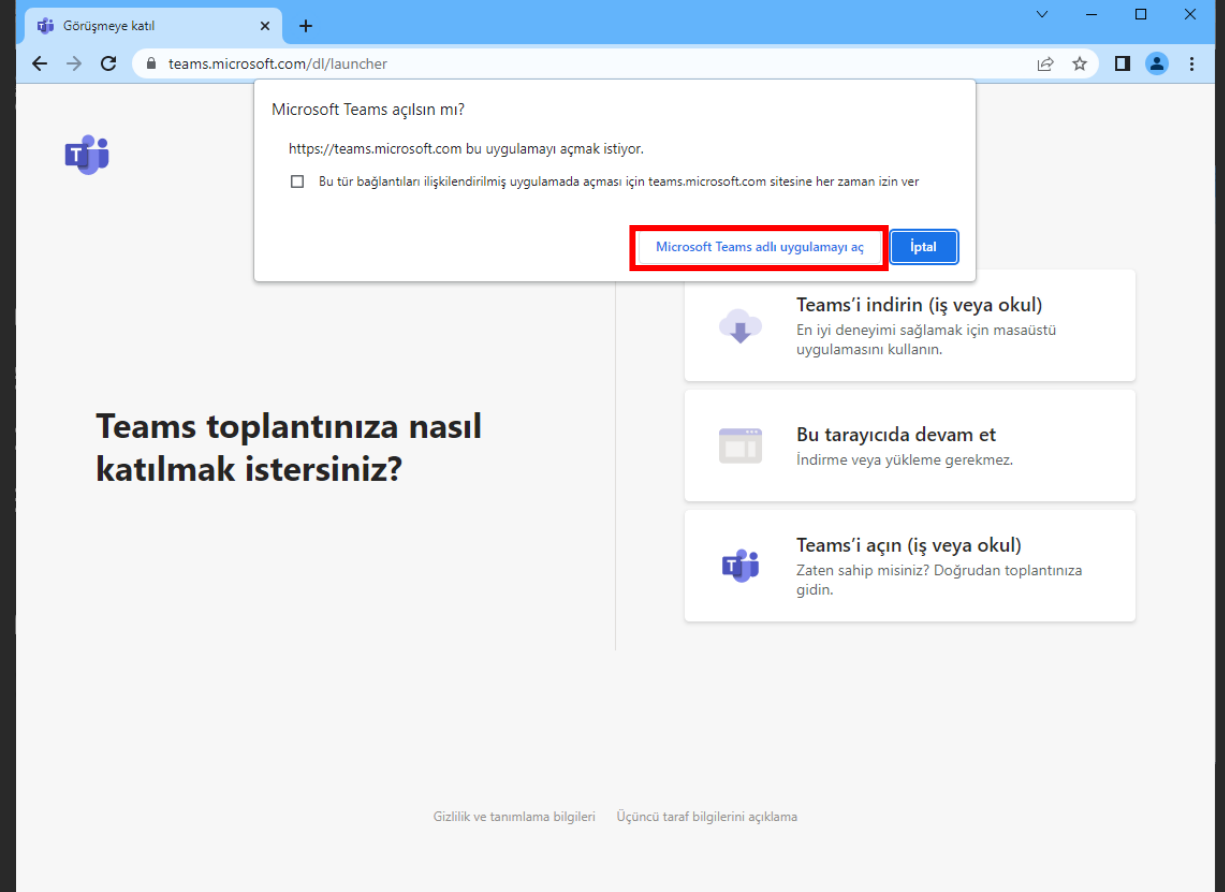 Görüşmeye katıl
teams.microsoft.com/dl/launcher
Microsoft Teams açılsın mı?
https://teams.microsoft.com bu uygulamayı açmak istiyor.
Bu tür bağlantıları ilişkilendirilmiş uygulamada açması için teams.microsoft.com sitesine her zaman izin ver
Microsoft Teams adlı uygulamayı aç
İptal
Teams'i indirin (iş veya okul)
En iyi deneyimi sağlamak için masaüstü
uygulamasını kullanın.
Teams toplantınıza nasıl
katılmak istersiniz?
Bu tarayıcıda devam et
İndirme veya yükleme gerekmez.
Teams'i açın (iş veya okul)
Zaten sahip misiniz? Doğrudan toplantınıza
gidin.
Gizlilik ve tanımlama bilgileri
Üçüncü taraf bilgilerini açıklama